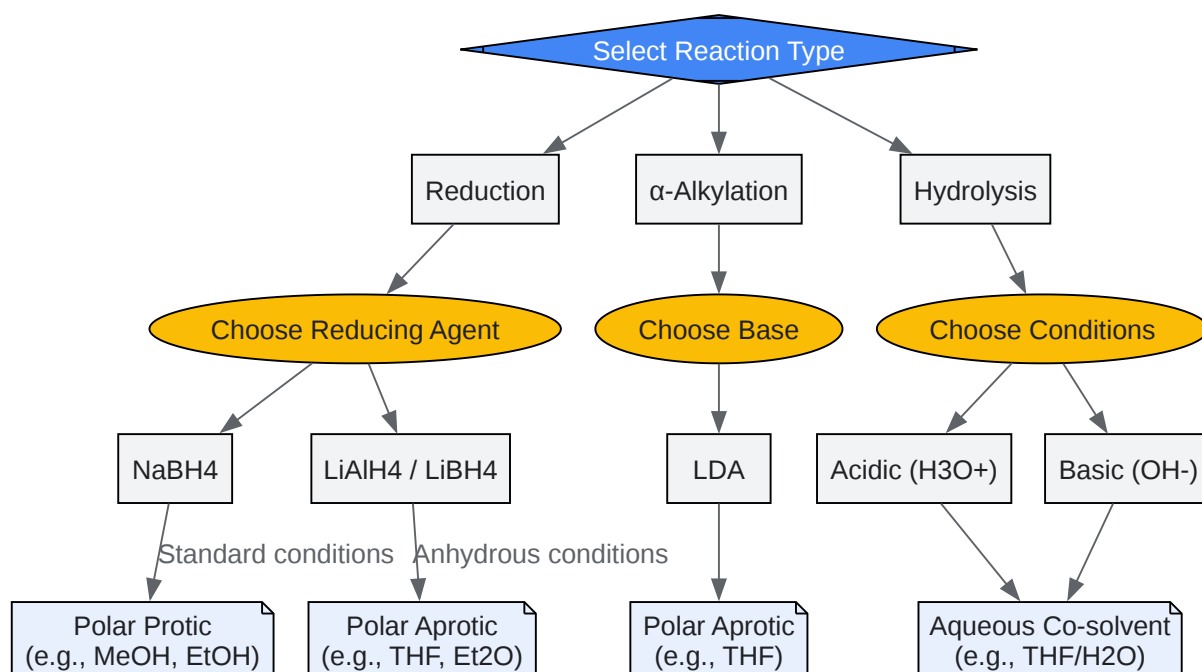 Select Reaction Type
Reduction
α-Alkylation
Hydrolysis
Choose Reducing Agent
Choose Base
Choose Conditions
NaBH4
LiAlH4 / LiBH4
LDA
Acidic (H3O+)
Basic (OH-)
Standard conditions
Anhydrous conditions
Polar Protic
(e.g., MeOH, EtOH)
Polar Aprotic
(e.g., THF, Et2O)
Polar Aprotic
(e.g., THF)
Aqueous Co-solvent
(e.g., THF/H2O)